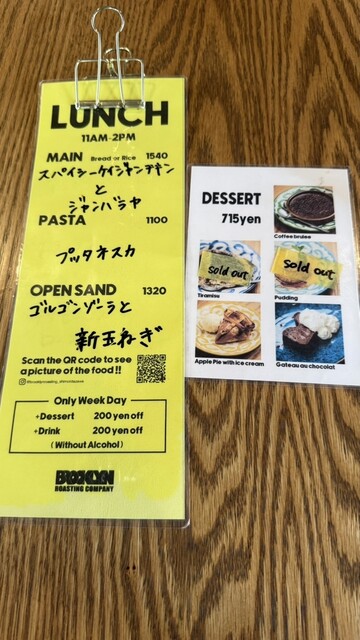 LUNCH
11AM-2PM
MAIN Bread or Rice 1540
スパイシーケイジャンチキン
と
ジャンバラヤ
PASTA 1100
プッタネスカ
OPEN SAND 1320
ゴルゴンゾーラと
新玉ねぎ
Scan the QR code to see
a picture of the food !!
Only Week Day
+Dessert 200 yen off
+Drink 200 yen off
(Without Alcohol)
BROOKLYN
ROASTING COMPANY
DESSERT
715yen
Coffee brulee
sold out
Sold out
Tiramisu
Pudding
Apple Pie with ice cream
Gateau au chocolat